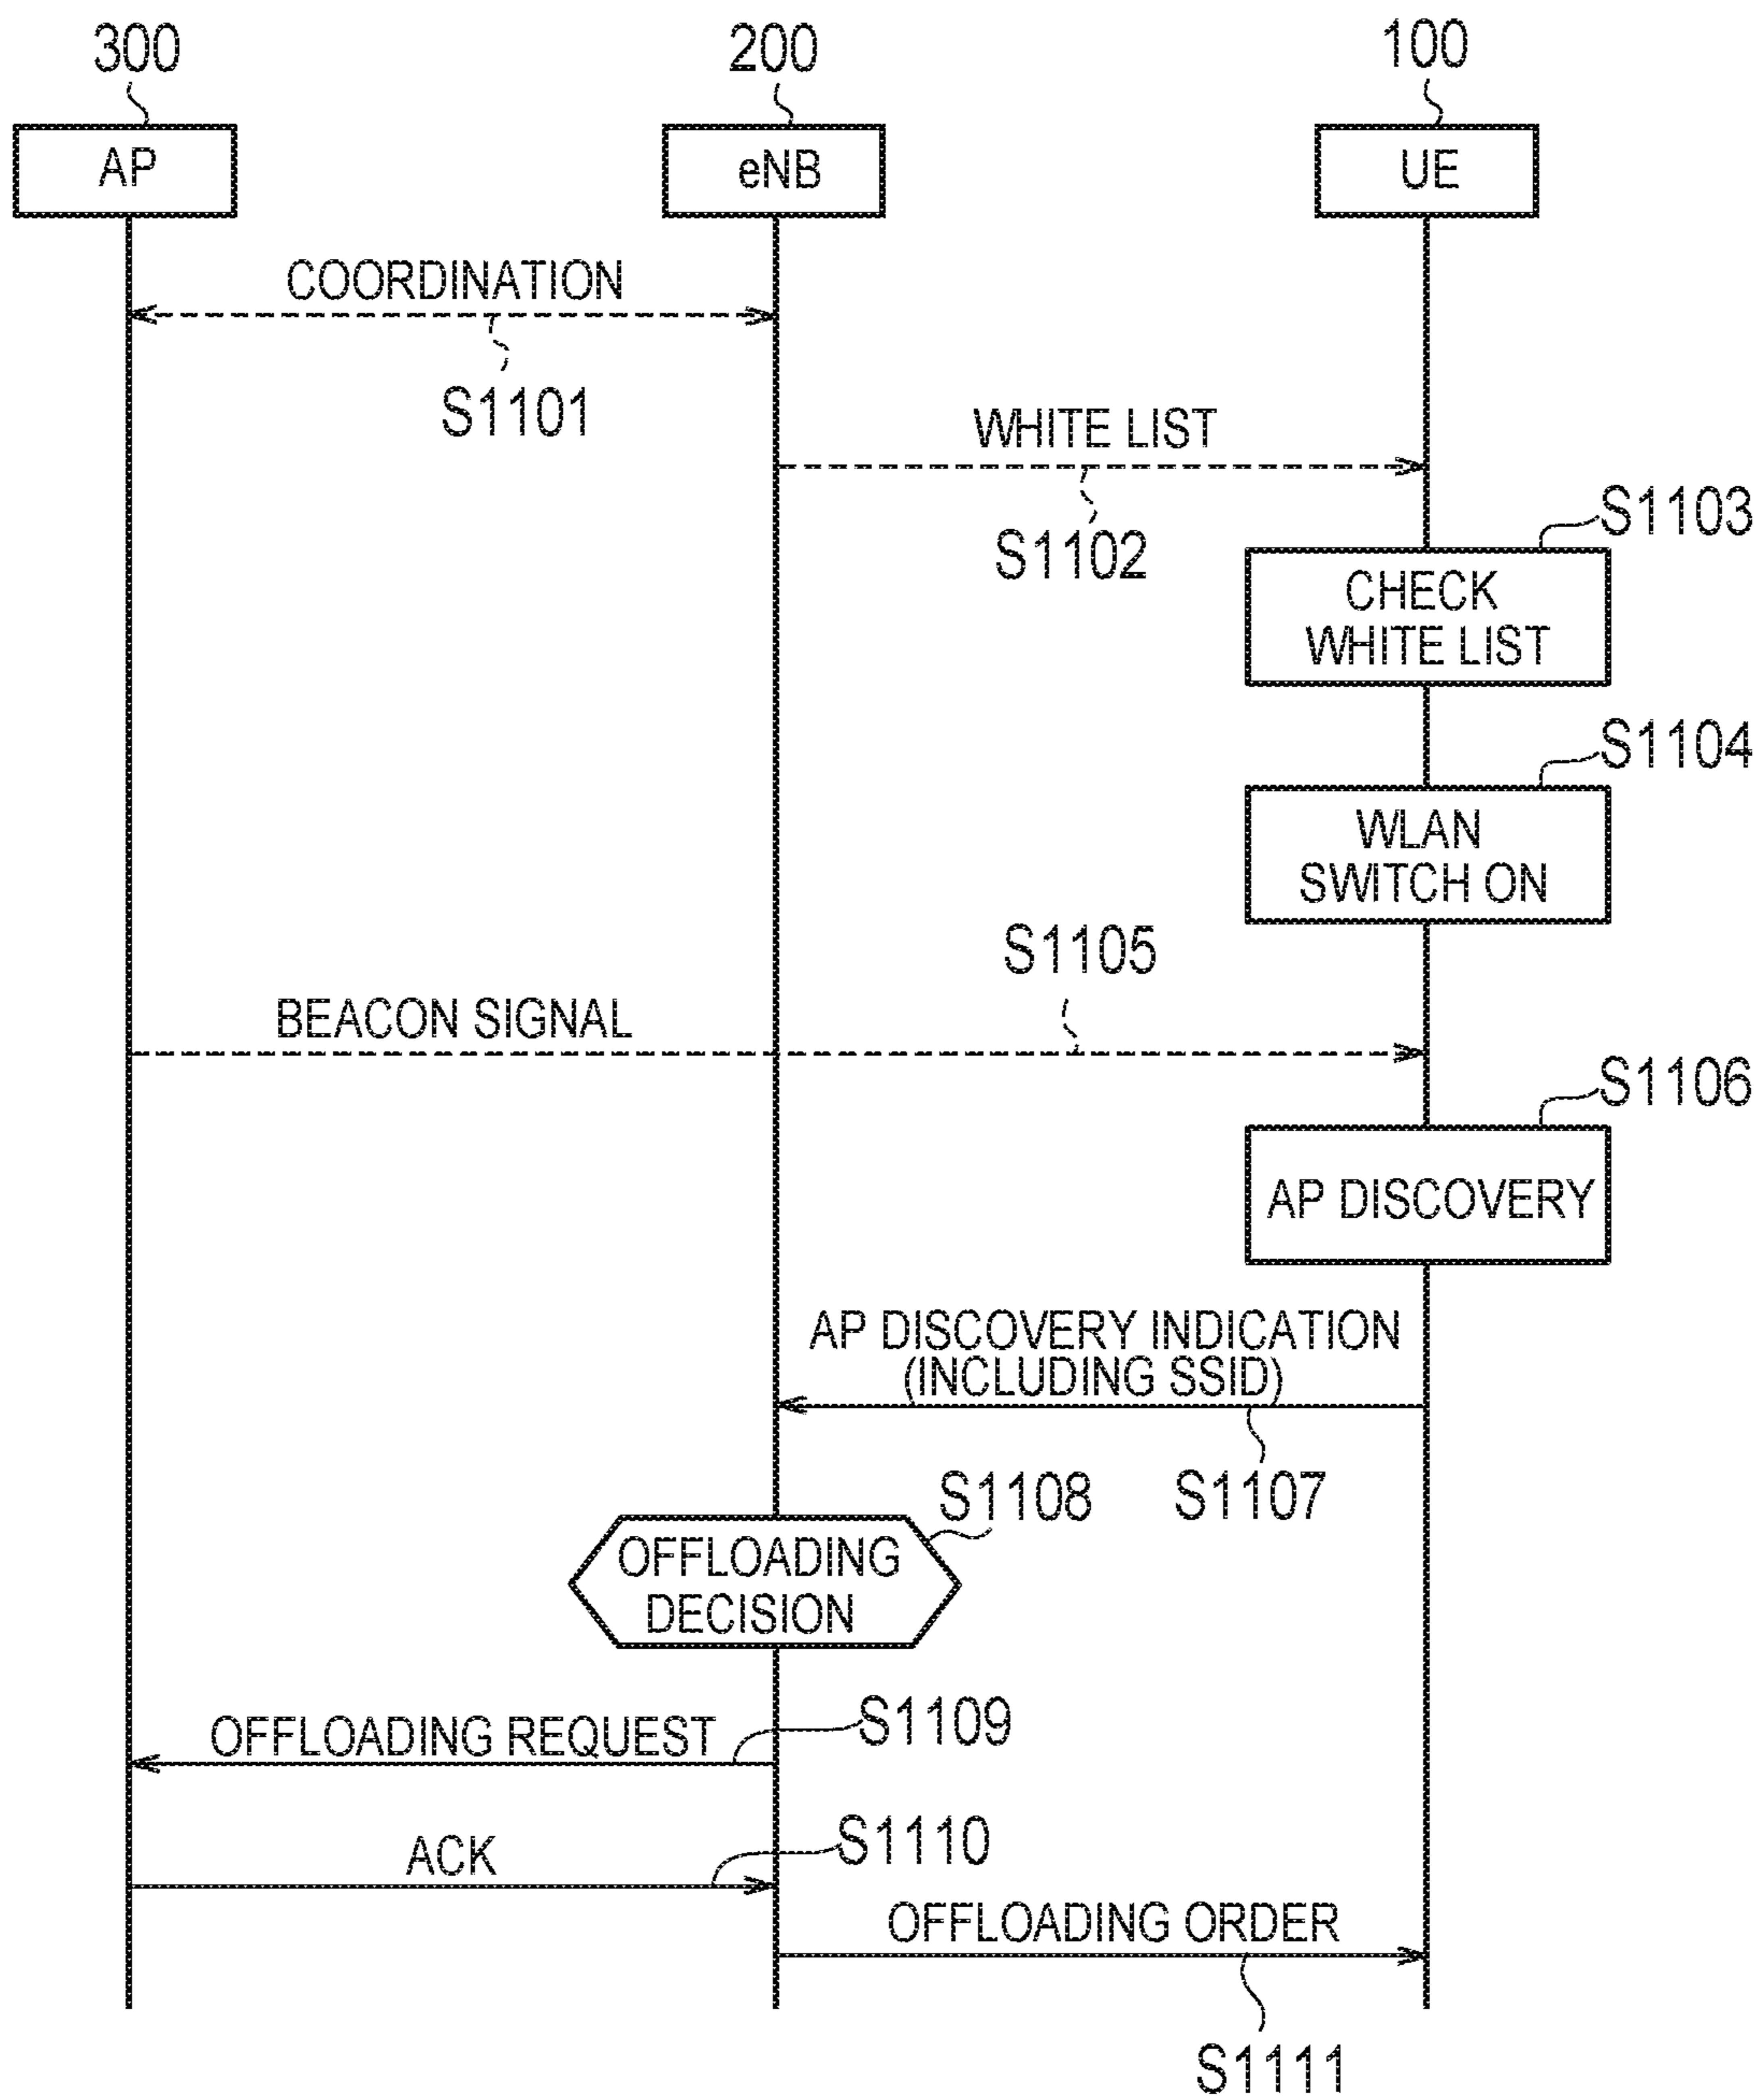 300
200
100
AP
eNB
UE
COORDINATION
S1101
WHITE LIST
S1102
S1103
CHECK
WHITE LIST
S1104
WLAN
SWITCH ON
S1105
BEACON SIGNAL
S1106
AP DISCOVERY
AP DISCOVERY INDICATION
(INCLUDING SSID)
S1107
S1108
OFFLOADING
DECISION
S1109
OFFLOADING REQUEST
S1110
ACK
OFFLOADING ORDER
S1111